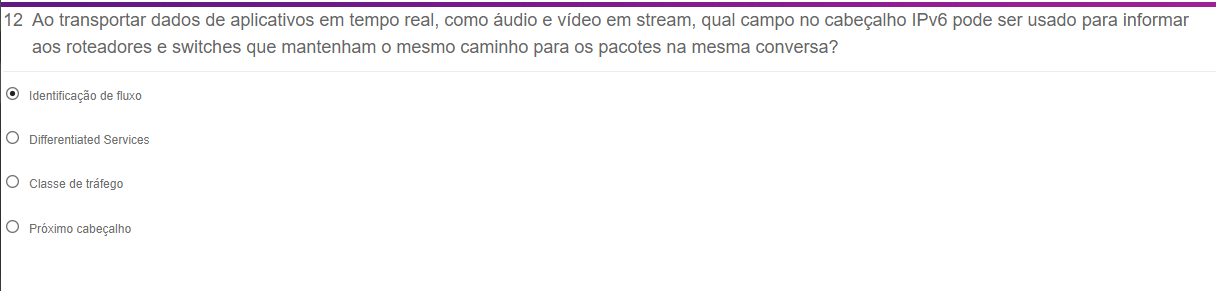 12 Ao transportar dados de aplicativos em tempo real, como áudio e vídeo em stream, qual campo no cabeçalho IPv6 pode ser usado para informar
aos roteadores e switches que mantenham o mesmo caminho para os pacotes na mesma conversa?
Identificação de fluxo
Differentiated Services
Classe de tráfego
Próximo cabeçalho